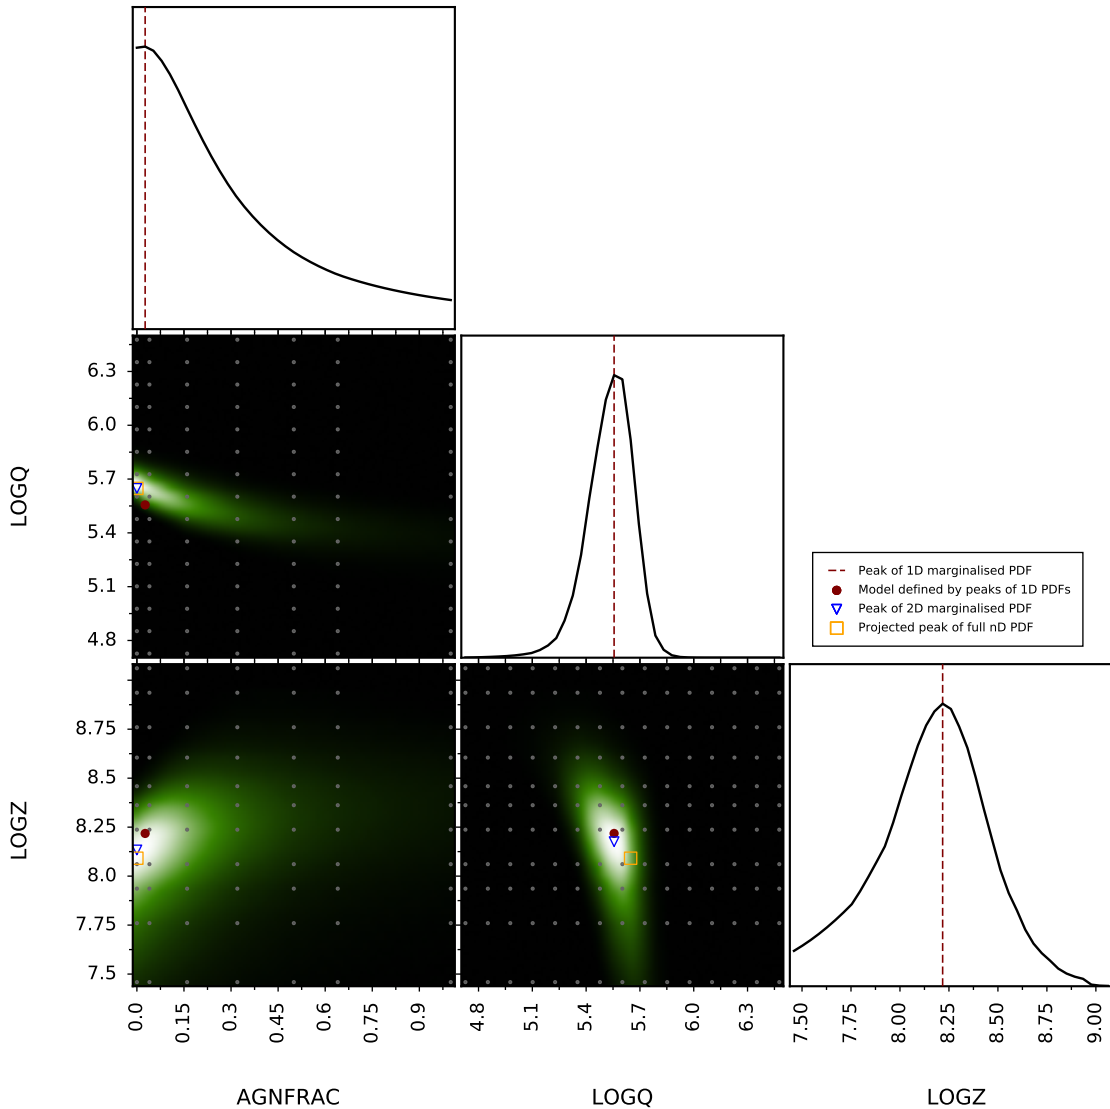 6.3
6.0
5.7
5.4
5.1
4.8
LOGQ
Peak of 1D marginalised PDF
Model defined by peaks of 1D PDFs
Peak of 2D marginalised PDF
Projected peak of full nD PDF
8.75
8.5
8.25
8.0
7.75
7.5
LOGZ
0.0 0.15 0.3 0.45 0.6 0.75 0.9
4.8 5.1 5.4 5.7 6.0 6.3
7.50 7.75 8.00 8.25 8.50 8.75 9.00
AGNFRAC LOGQ LOGZ